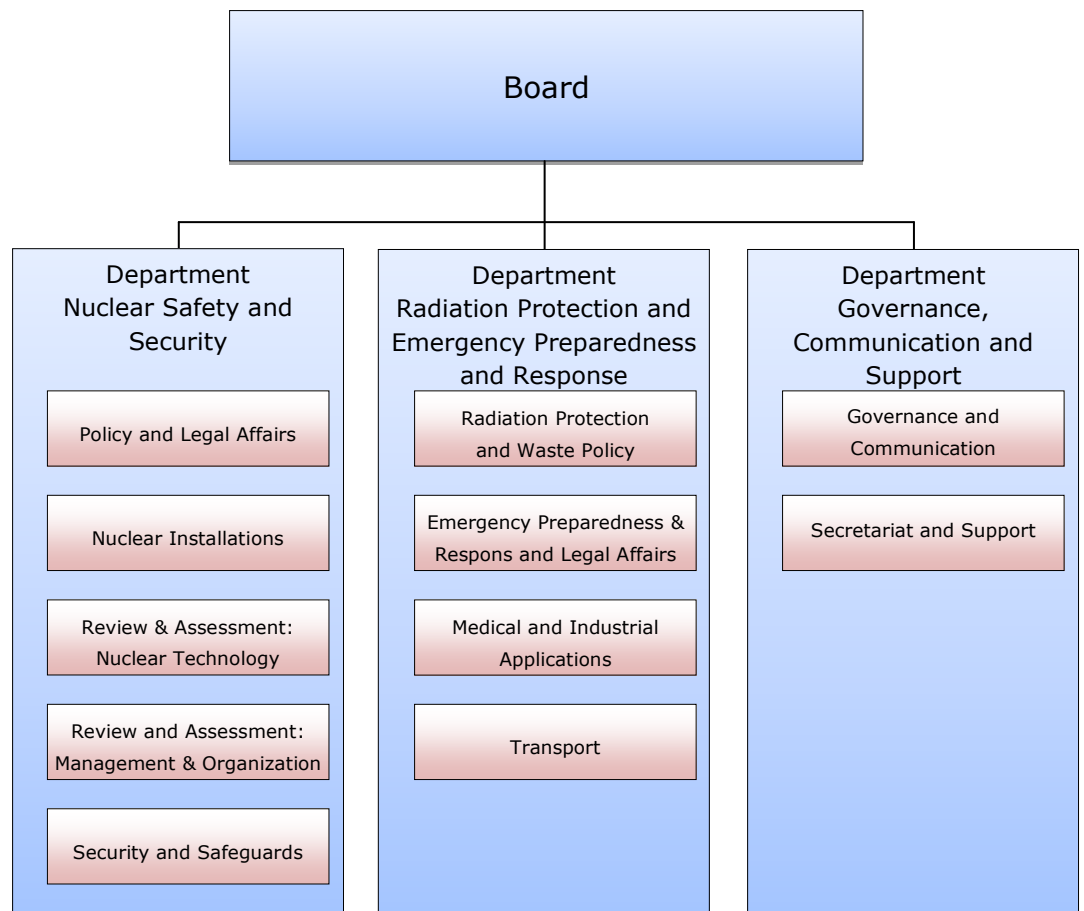 Board
Department
Nuclear Safety and
Security
Policy and Legal Affairs
Nuclear Installations
Review & Assessment:
Nuclear Technology
Review and Assessment:
Management & Organization
Security and Safeguards
Department
Radiation Protection and
Emergency Preparedness
and Response
Radiation Protection
and Waste Policy
Emergency Preparedness &
Respons and Legal Affairs
Medical and Industrial
Applications
Transport
Department
Governance,
Communication and
Support
Governance and
Communication
Secretariat and Support